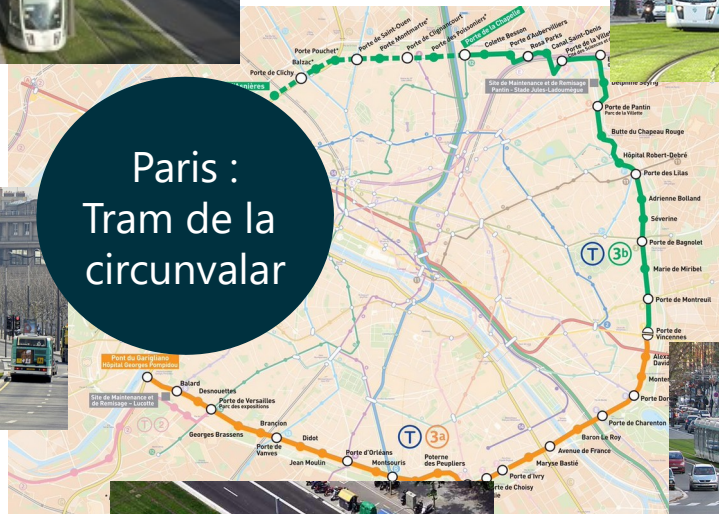 Paris :
Tram de la
circunvalar
Porte de Saint-Ouen
Porte Pouchet*
Porte Montmartre*
Porte de Clignancourt
Porte des Poissonniers*
Porte de la Chapelle
Balzac*
Porte de Clichy
Colette Besson
Porte d'Aubervilliers
Rosa Parks
Canal Saint-Denis
Site de Maintenance et de Remisage
Pantin - Stade Jules-Ladoumègue
Delphine Seyrig
Porte de Pantin
Parc de la Villette
Butte du Chapeau Rouge
Hôpital Robert-Debré
Porte des Lilas
Adrienne Bolland
Séverine
Porte de Bagnolet
T 3b
Marie de Miribel
Porte de Montreuil
Porte de
Vincennes
Pont du Garigliano
Hôpital Georges Pompidou
Balard
Site de Maintenance et
de Remisage - Lucotte
Desnouettes
Porte de Versailles
Parc des expositions
T 2
Georges Brassens
Brançion
Porte de
Vanves
Didot
Jean Moulin
Porte d'Orléans
Montsouris
T 3a
Poterne
des Peupliers
Porte d'Ivry
Maryse Bastié
Avenue de France
Baron Le Roy
Porte de Charenton